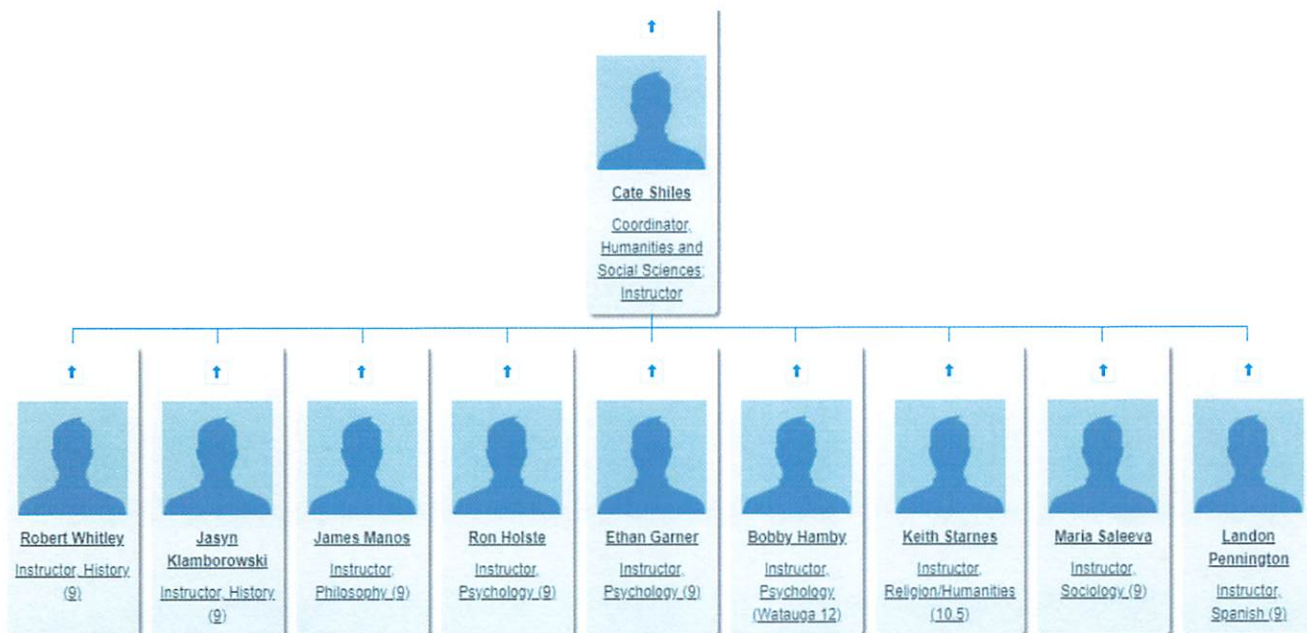 Cate Shiles
Coordinator,
Humanities and
Social Sciences;
Instructor
Robert Whitley
Instructor, History
(9)
Jasyn
Klamborowski
Instructor, History
(9)
James Manos
Instructor,
Philosophy (9)
Ron Holste
Instructor,
Psychology (9)
Ethan Garner
Instructor,
Psychology (9)
Bobby Hamby
Instructor,
Psychology
(Watauga 12)
Keith Starnes
Instructor,
Religion/Humanities
(10.5)
Maria Saleeva
Instructor,
Sociology (9)
Landon
Pennington
Instructor,
Spanish (9)